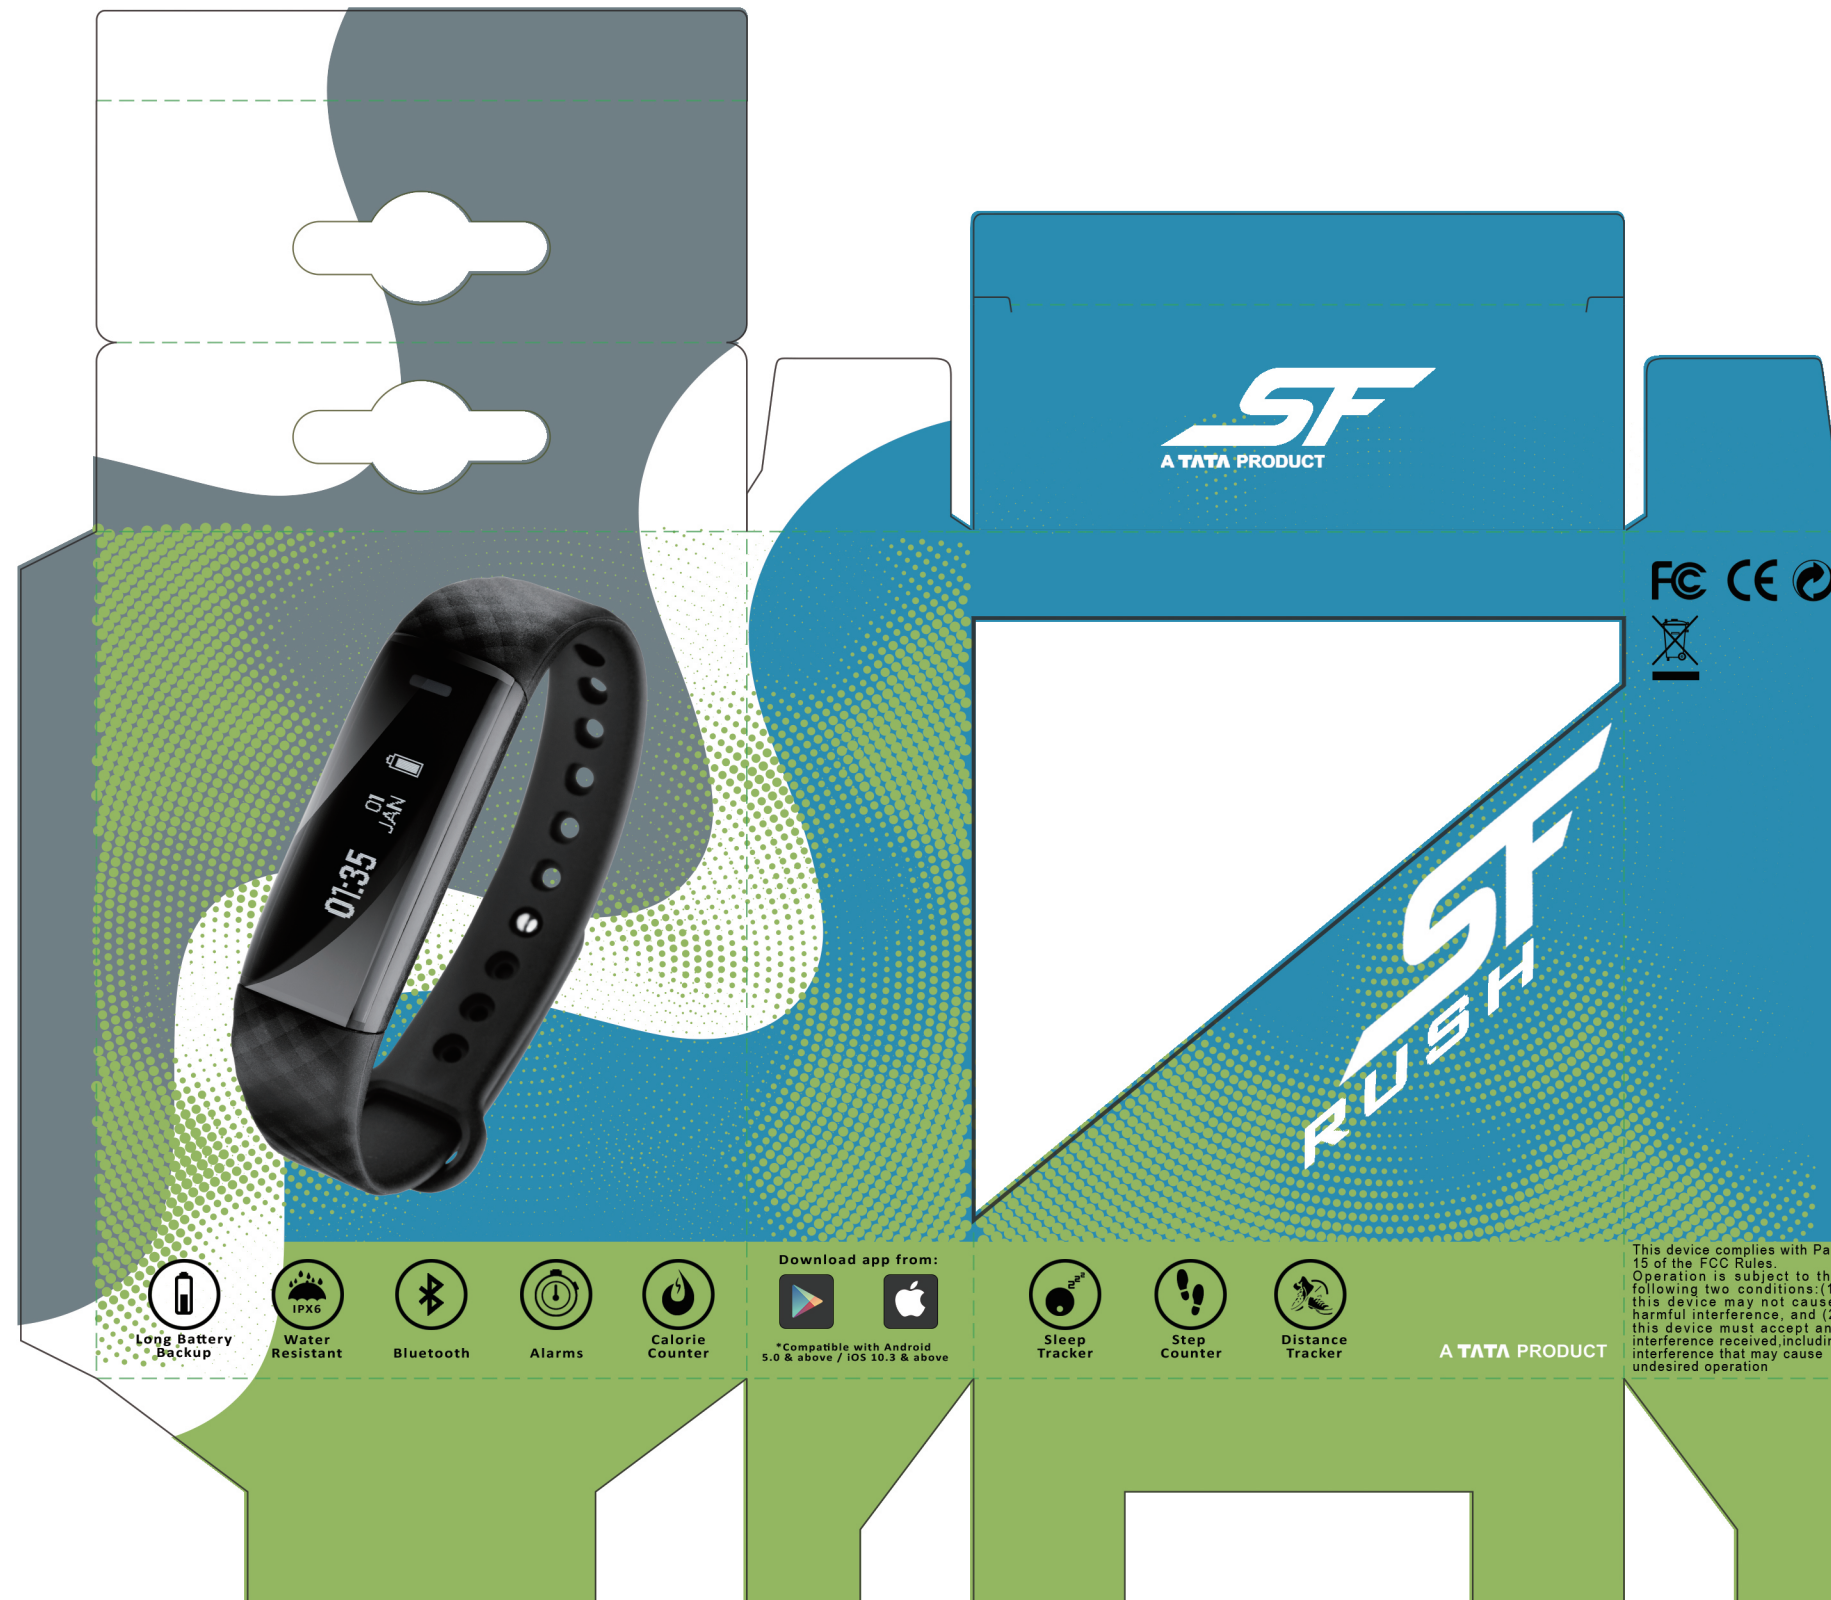 SF
A TATA PRODUCT
FC CE
01
JAN
01:35
SF
RUSH
Long Battery
Backup
IPX6
Water
Resistant
Bluetooth
Alarms
Calorie
Counter
Download app from:
*Compatible with Android
5.0 & above / iOS 10.3 & above
zzz
Sleep
Tracker
Step
Counter
Distance
Tracker
A TATA PRODUCT
This device complies with Pa
15 of the FCC Rules.
Operation is subject to th
following two conditions:(1
this device may not cause
harmful interference, and (2
this device must accept an
interference received,includin
interference that may cause
undesired operation